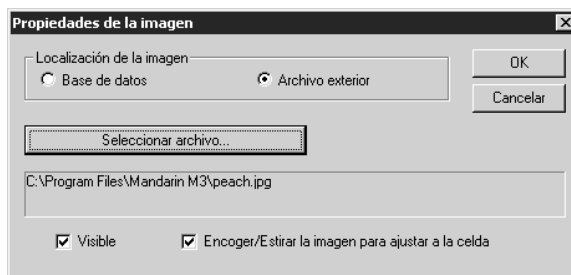 Propiedades de la imagen
Localización de la imagen
Base de datos
Archivo exterior
OK
Cancelar
Seleccionar archivo...
C:\Program Files\Mandarin M3\peach.jpg
Visible
Encoger/Estirar la imagen para ajustar a la celda